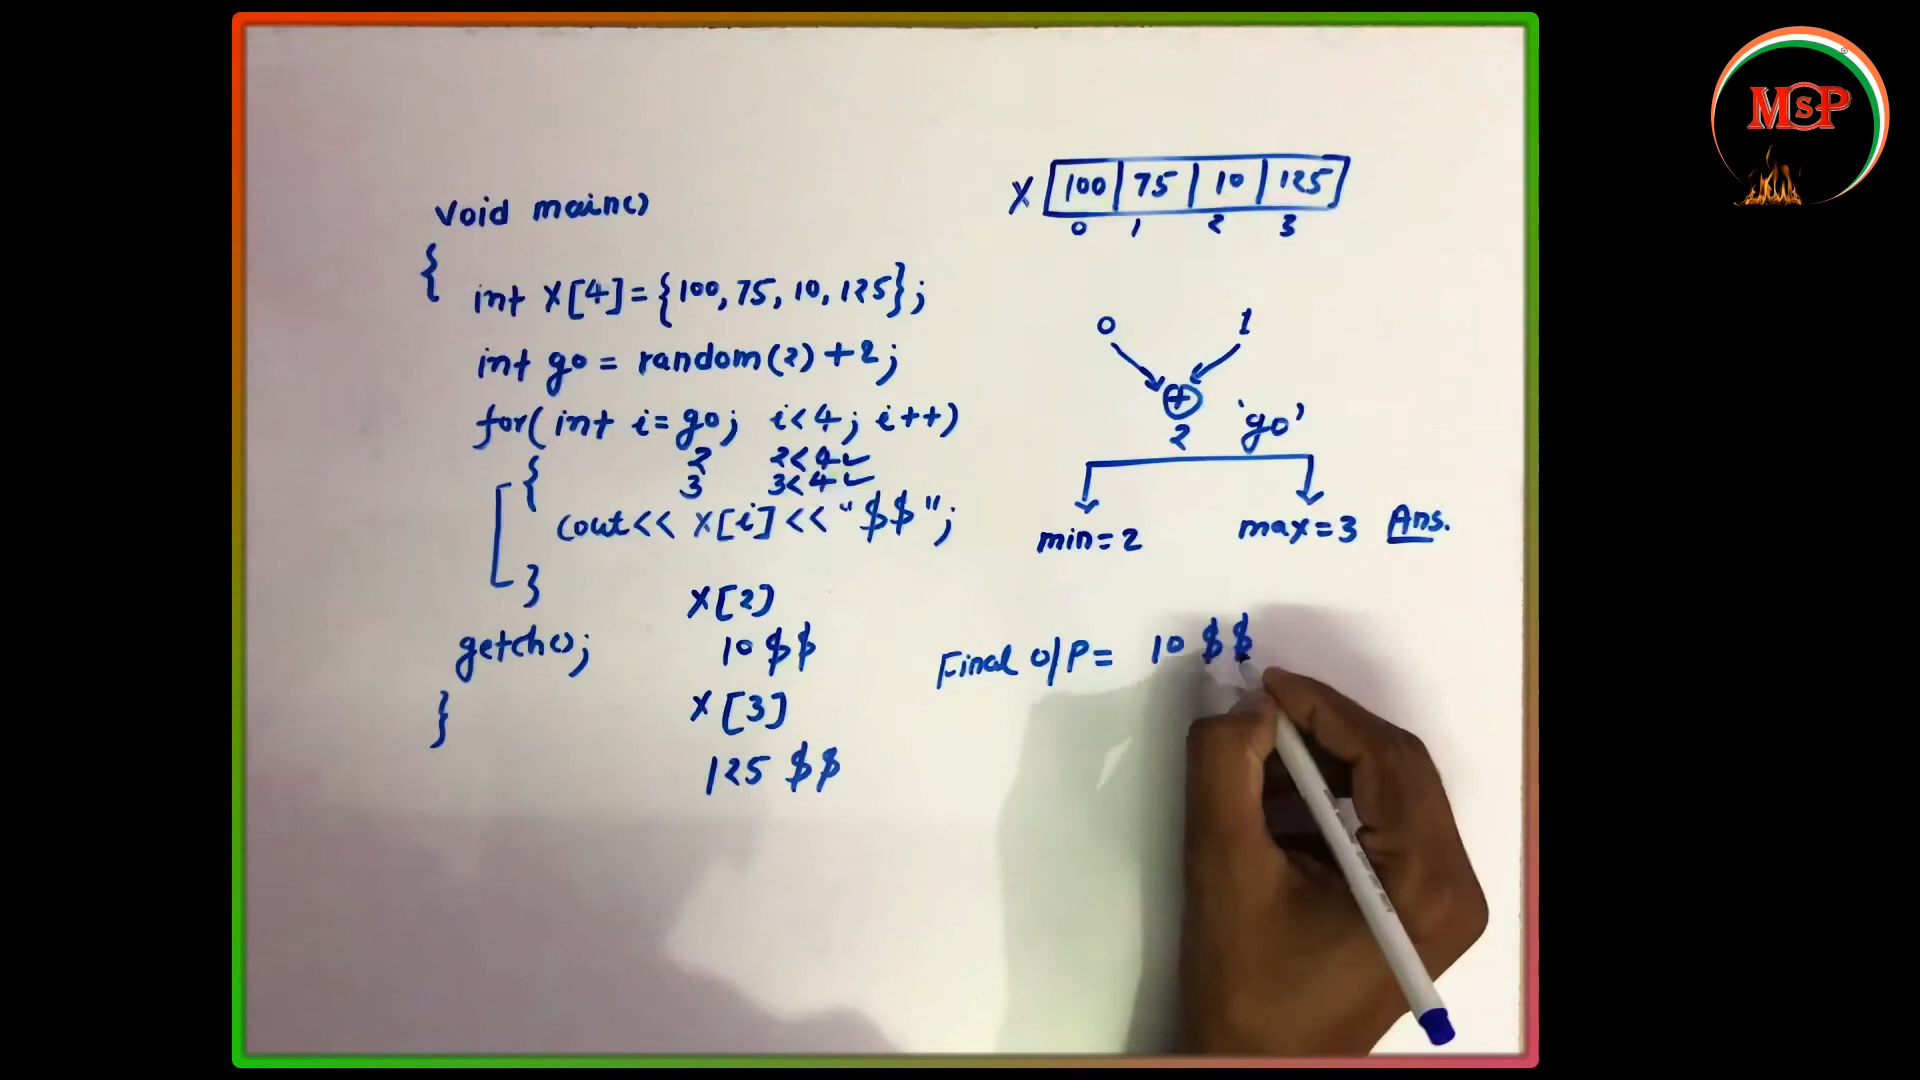 void main()
{
int X[4]={100, 75, 10, 125};
int go = random(2)+2;
for( int i=go; i<4; i++)
2 2<4✓
3 3<4✓
{
cout<< X[i]<< "$$";
}
getch();
}
X[2]
10 $$
X[3]
125 $$
X 100 75 10 125
0 1 2 3
0 1
+
2 'go'
min=2 max=3 Ans.
Final o/P= 10 $$
MSP